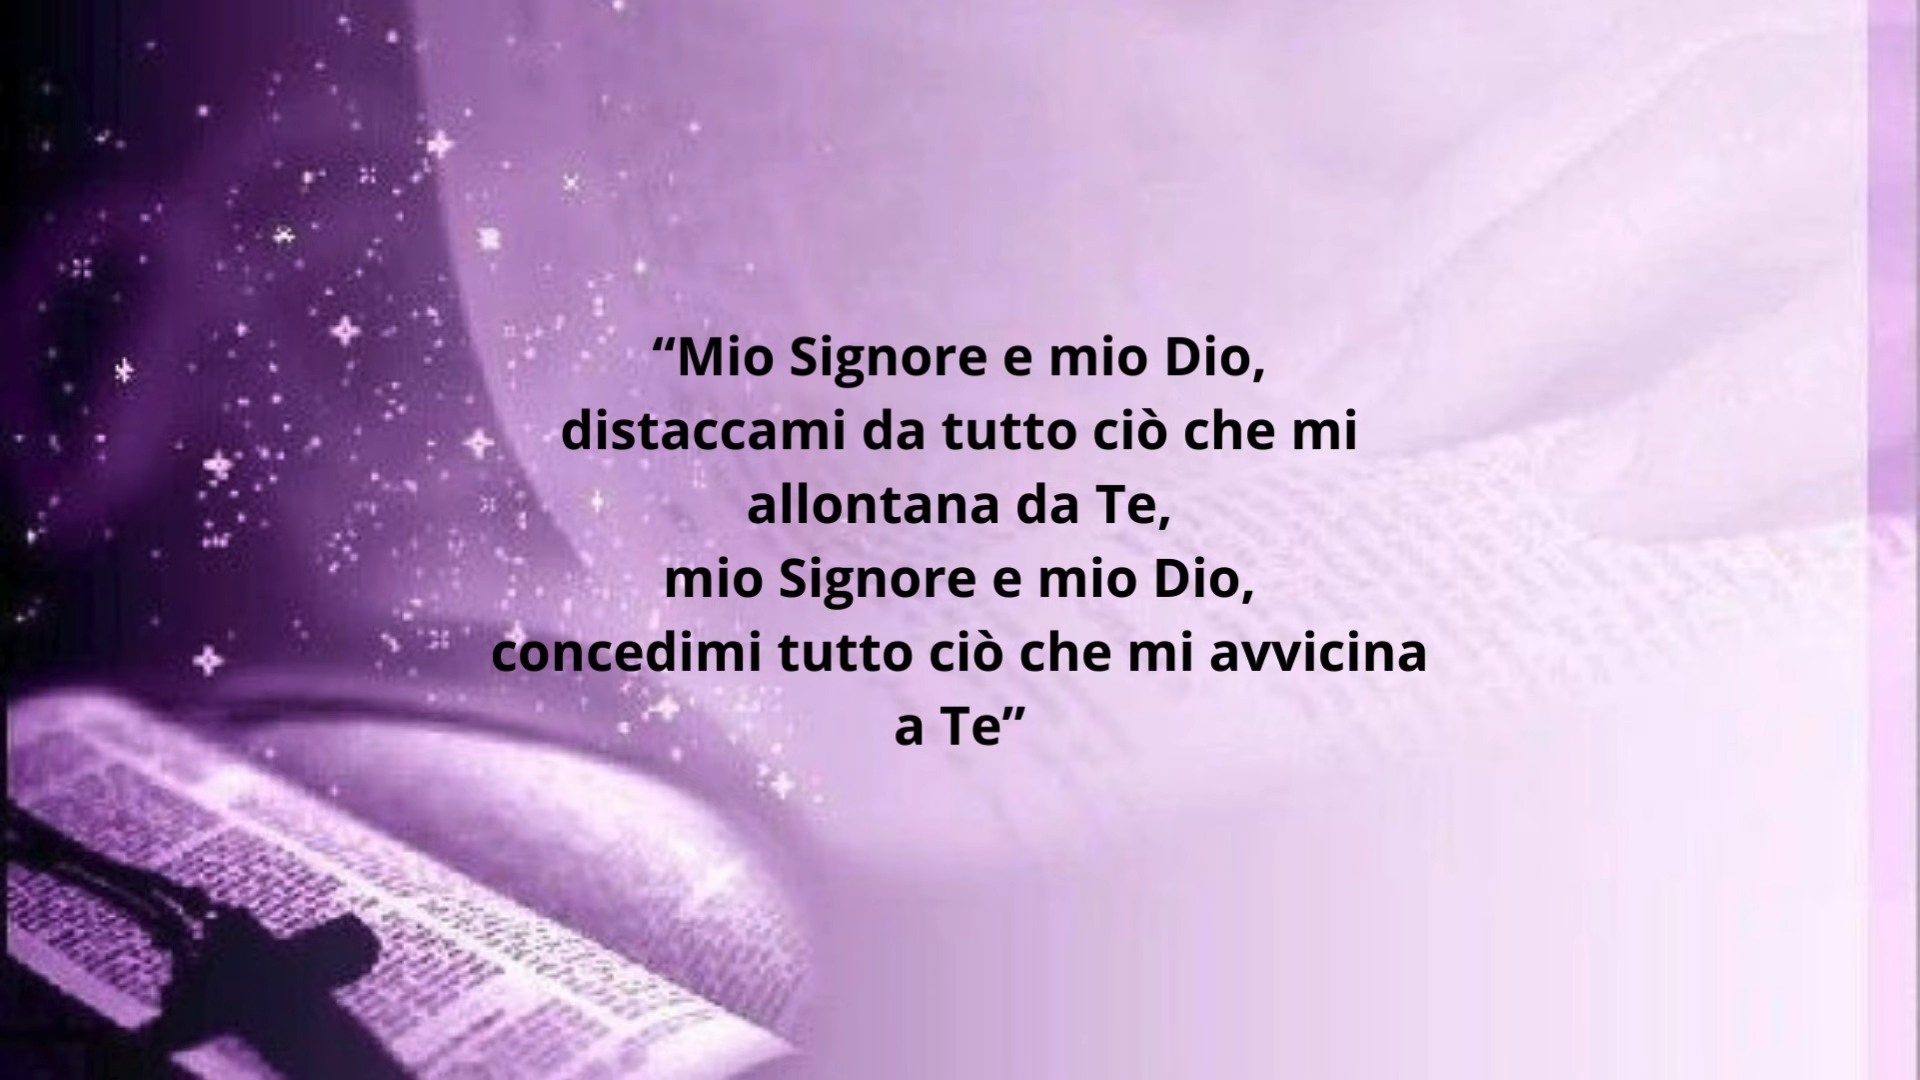 “Mio Signore e mio Dio,
distaccami da tutto ciò che mi
allontana da Te,
mio Signore e mio Dio,
concedimi tutto ciò che mi avvicina
a Te”